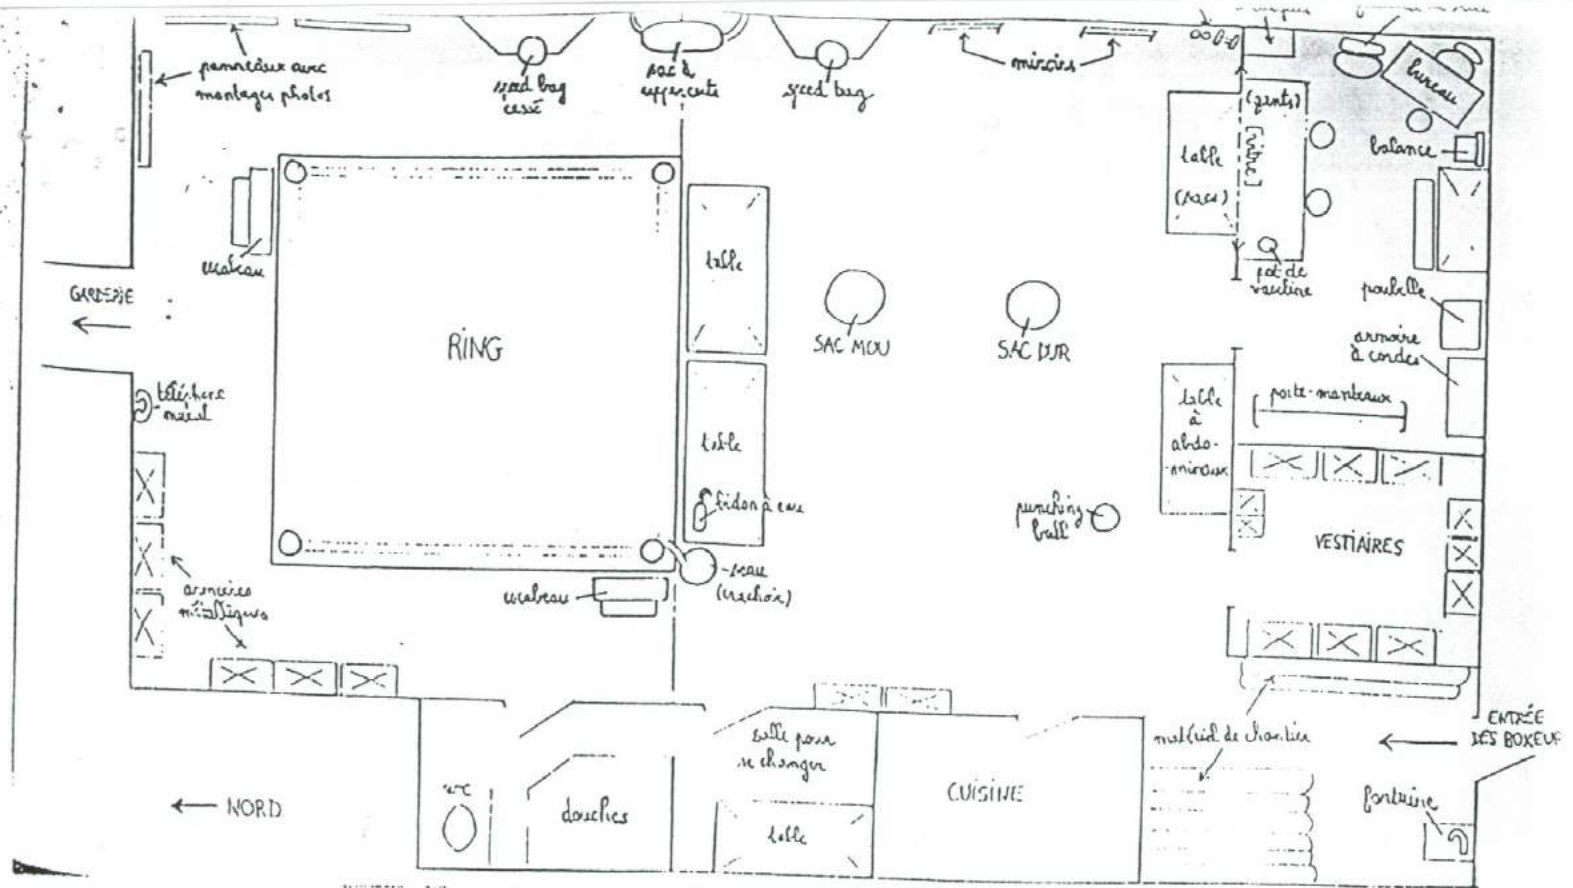 panneaux avec
montages photos
speed bag
cassé
sac à
uppercuts
speed bag
miroirs
(gants)
bureau
table
(sacs)
[vitre]
balance
pot de
vaseline
poubelle
armoire
à cordes
escabeau
GARDERIE
RING
table
SAC MOU
SAC DUR
téléphone
mural
table
bidon à eau
table
à
abdo-
-minaux
porte-manteaux
punching
ball
VESTIAIRES
armoires
métalliques
escabeau
seau
(crachoir)
ENTRÉE
DES BOXEURS
matériel de chantier
salle pour
se changer
NORD
WC
douches
table
CUISINE
fontaine